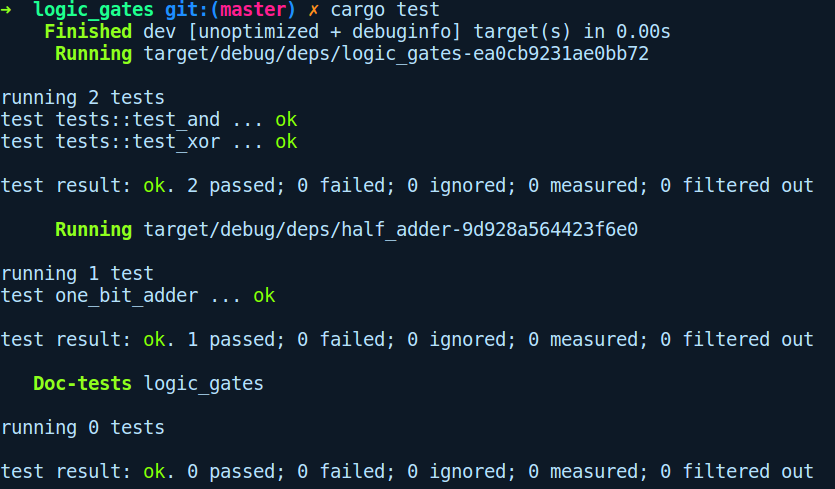 ➜  logic_gates git:(master) ✗ cargo test
    Finished dev [unoptimized + debuginfo] target(s) in 0.00s
     Running target/debug/deps/logic_gates-ea0cb9231ae0bb72

running 2 tests
test tests::test_and ... ok
test tests::test_xor ... ok

test result: ok. 2 passed; 0 failed; 0 ignored; 0 measured; 0 filtered out

     Running target/debug/deps/half_adder-9d928a564423f6e0

running 1 test
test one_bit_adder ... ok

test result: ok. 1 passed; 0 failed; 0 ignored; 0 measured; 0 filtered out

   Doc-tests logic_gates

running 0 tests

test result: ok. 0 passed; 0 failed; 0 ignored; 0 measured; 0 filtered out